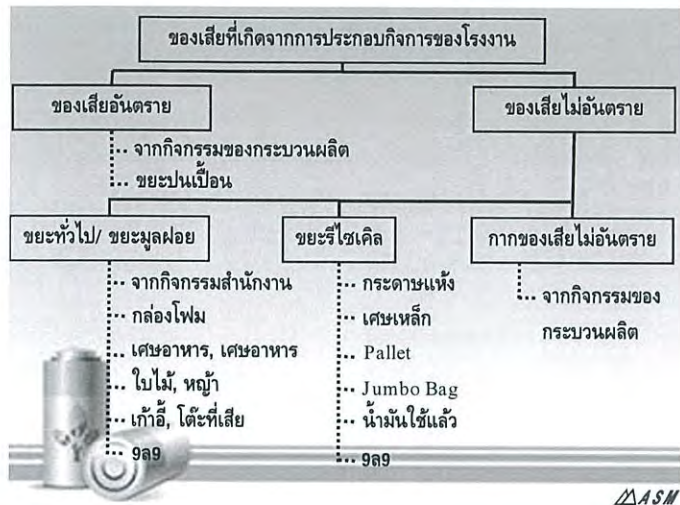 ของเสียที่เกิดจากการประกอบกิจการของโรงงาน
ของเสียอันตราย
ของเสียไม่อันตราย
จากกิจกรรมของกระบวนผลิต
ขยะปนเปื้อน
ขยะทั่วไป/ ขยะมูลฝอย
ขยะรีไซเคิล
กากของเสียไม่อันตราย
จากกิจกรรมสำนักงาน
กล่องโฟม
เศษอาหาร, เศษอาหาร
ใบไม้, หญ้า
เก้าอี้, โต๊ะที่เสีย
9ล9
กระดาษแห้ง
เศษเหล็ก
Pallet
Jumbo Bag
น้ำมันใช้แล้ว
9ล9
จากกิจกรรมของ
กระบวนผลิต
ASM